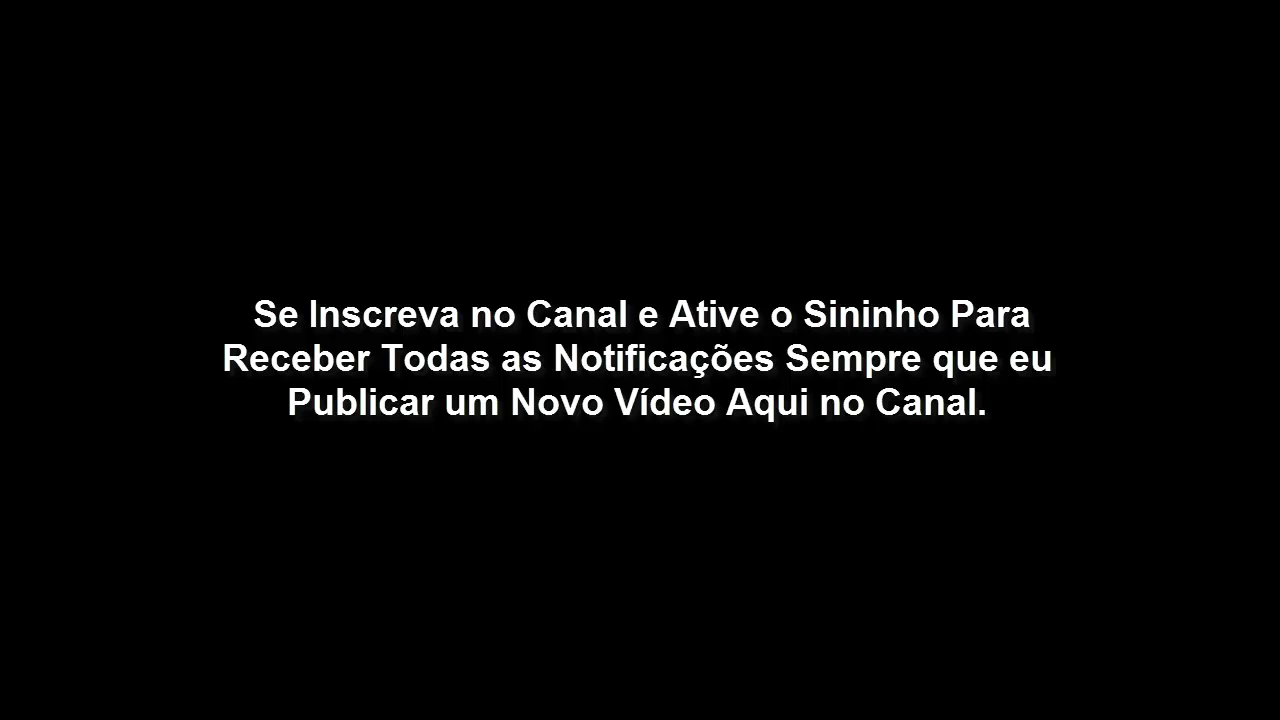 Se Inscreva no Canal e Ative o Sininho Para
Receber Todas as Notificações Sempre que eu
Publicar um Novo Vídeo Aqui no Canal.